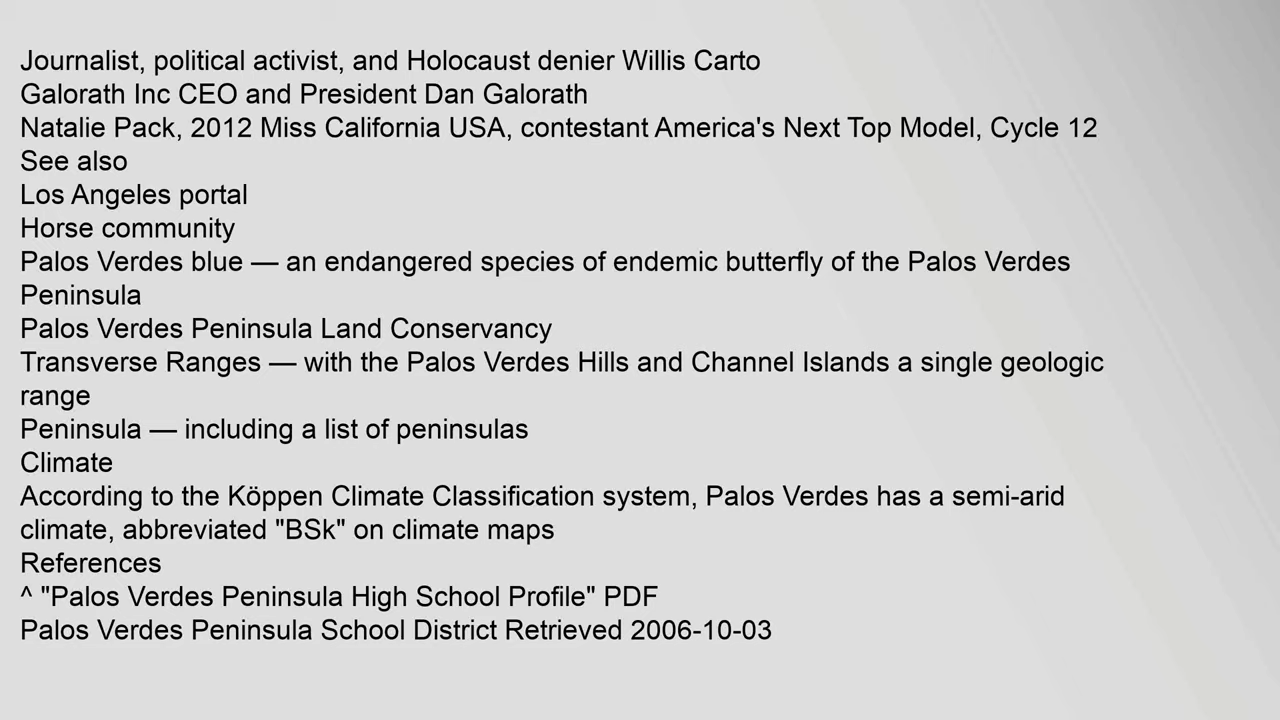 Journalist, political activist, and Holocaust denier Willis Carto
Galorath Inc CEO and President Dan Galorath
Natalie Pack, 2012 Miss California USA, contestant America's Next Top Model, Cycle 12
See also
Los Angeles portal
Horse community
Palos Verdes blue — an endangered species of endemic butterfly of the Palos Verdes
Peninsula
Palos Verdes Peninsula Land Conservancy
Transverse Ranges — with the Palos Verdes Hills and Channel Islands a single geologic
range
Peninsula — including a list of peninsulas
Climate
According to the Köppen Climate Classification system, Palos Verdes has a semi-arid
climate, abbreviated "BSk" on climate maps
References
^ "Palos Verdes Peninsula High School Profile" PDF
Palos Verdes Peninsula School District Retrieved 2006-10-03